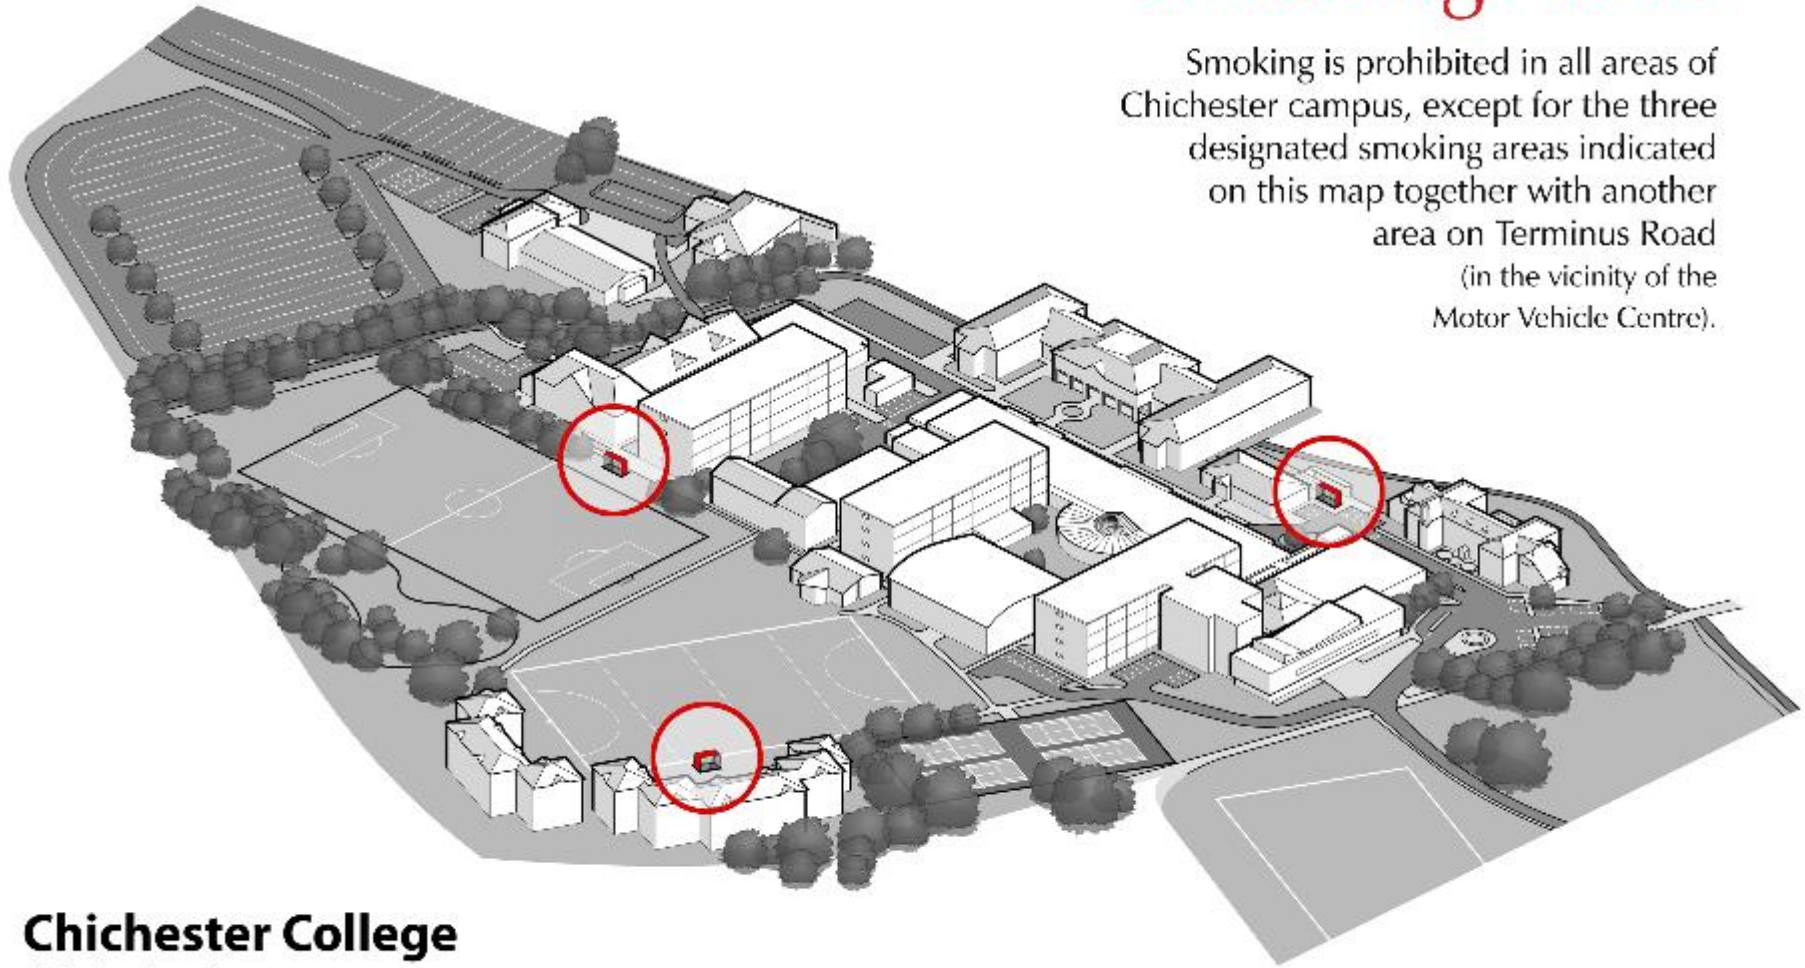 Smoking is prohibited in all areas of
Chichester campus, except for the three
designated smoking areas indicated
on this map together with another
area on Terminus Road
(in the vicinity of the
Motor Vehicle Centre).
Chichester College